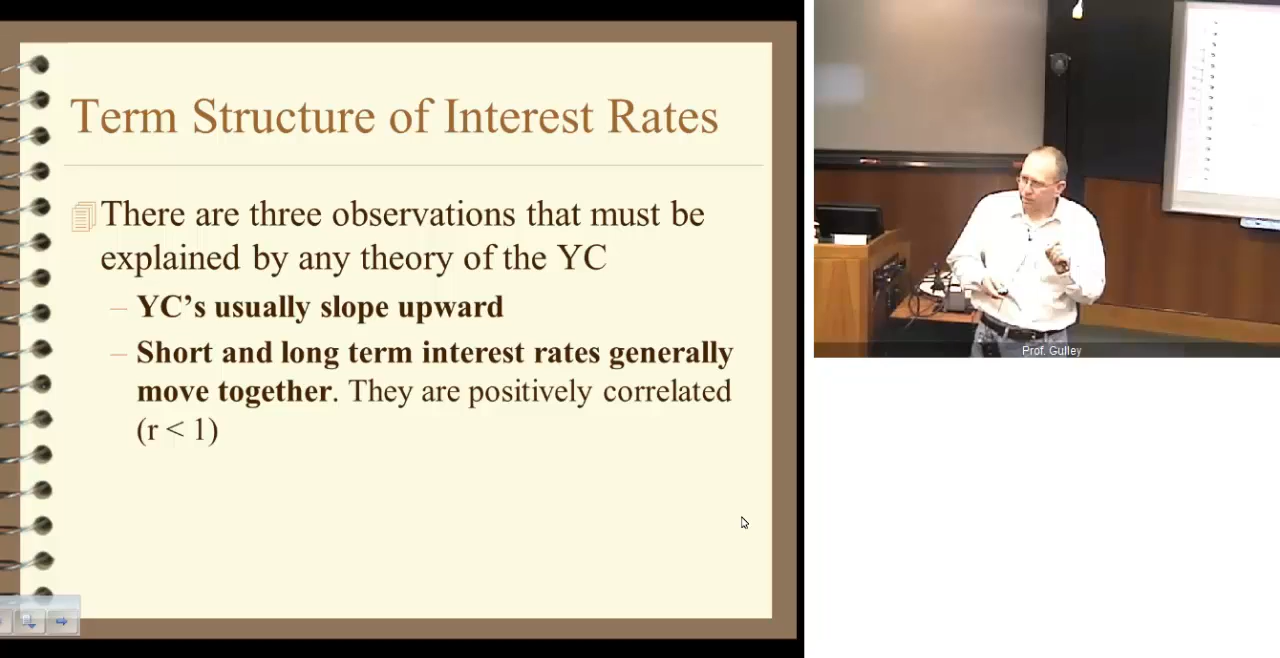 Term Structure of Interest Rates
There are three observations that must be
explained by any theory of the YC
– YC’s usually slope upward
– Short and long term interest rates generally
move together. They are positively correlated
(r < 1)
Prof. Gulley